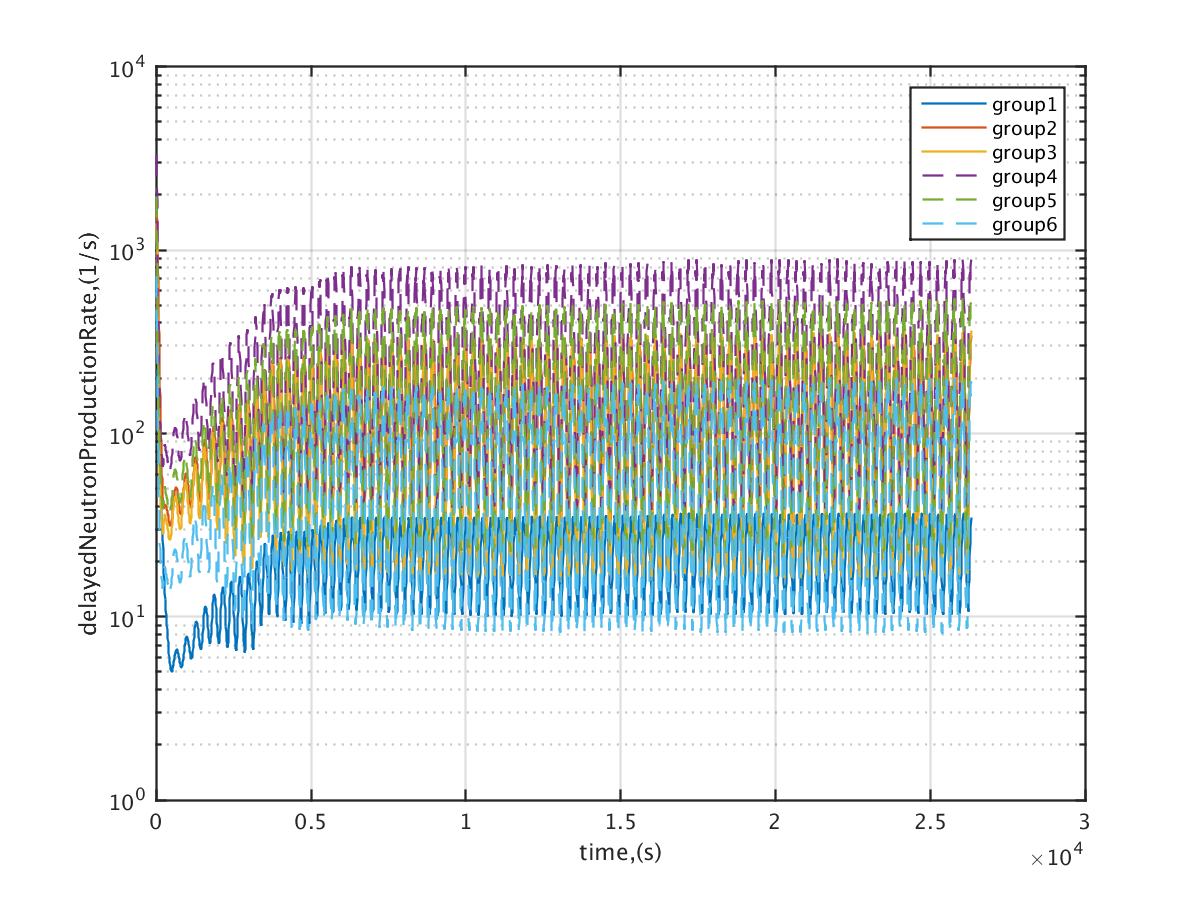 10^4
10^3
10^2
10^1
10^0
delayedNeutronProductionRate,(1/s)
group1
group2
group3
group4
group5
group6
0 0.5 1 1.5 2 2.5 3
time,(s)
×10^4